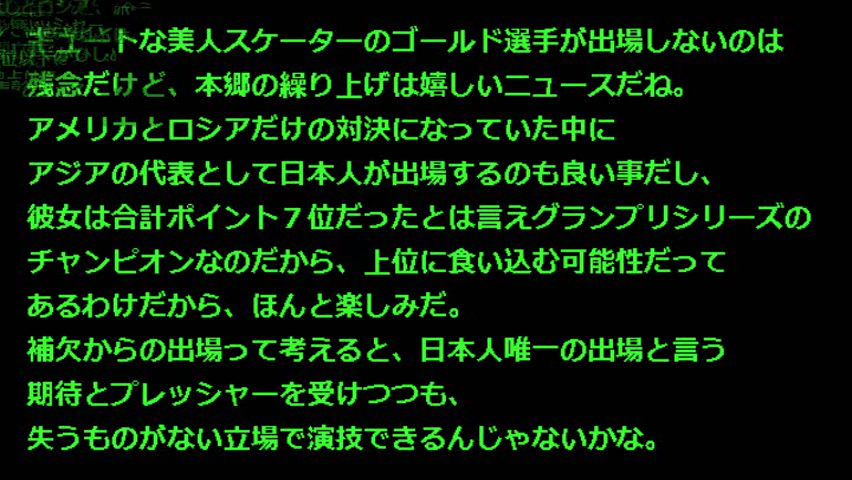 キュートな美人スケーターのゴールド選手が出場しないのは
残念だけど、本郷の繰り上げは嬉しいニュースだね。
アメリカとロシアだけの対決になっていた中に
アジアの代表として日本人が出場するのも良い事だし、
彼女は合計ポイント７位だったとは言えグランプリシリーズの
チャンピオンなのだから、上位に食い込む可能性だって
あるわけだから、ほんと楽しみだ。
補欠からの出場って考えると、日本人唯一の出場と言う
期待とプレッシャーを受けつつも、
失うものがない立場で演技できるんじゃないかな。